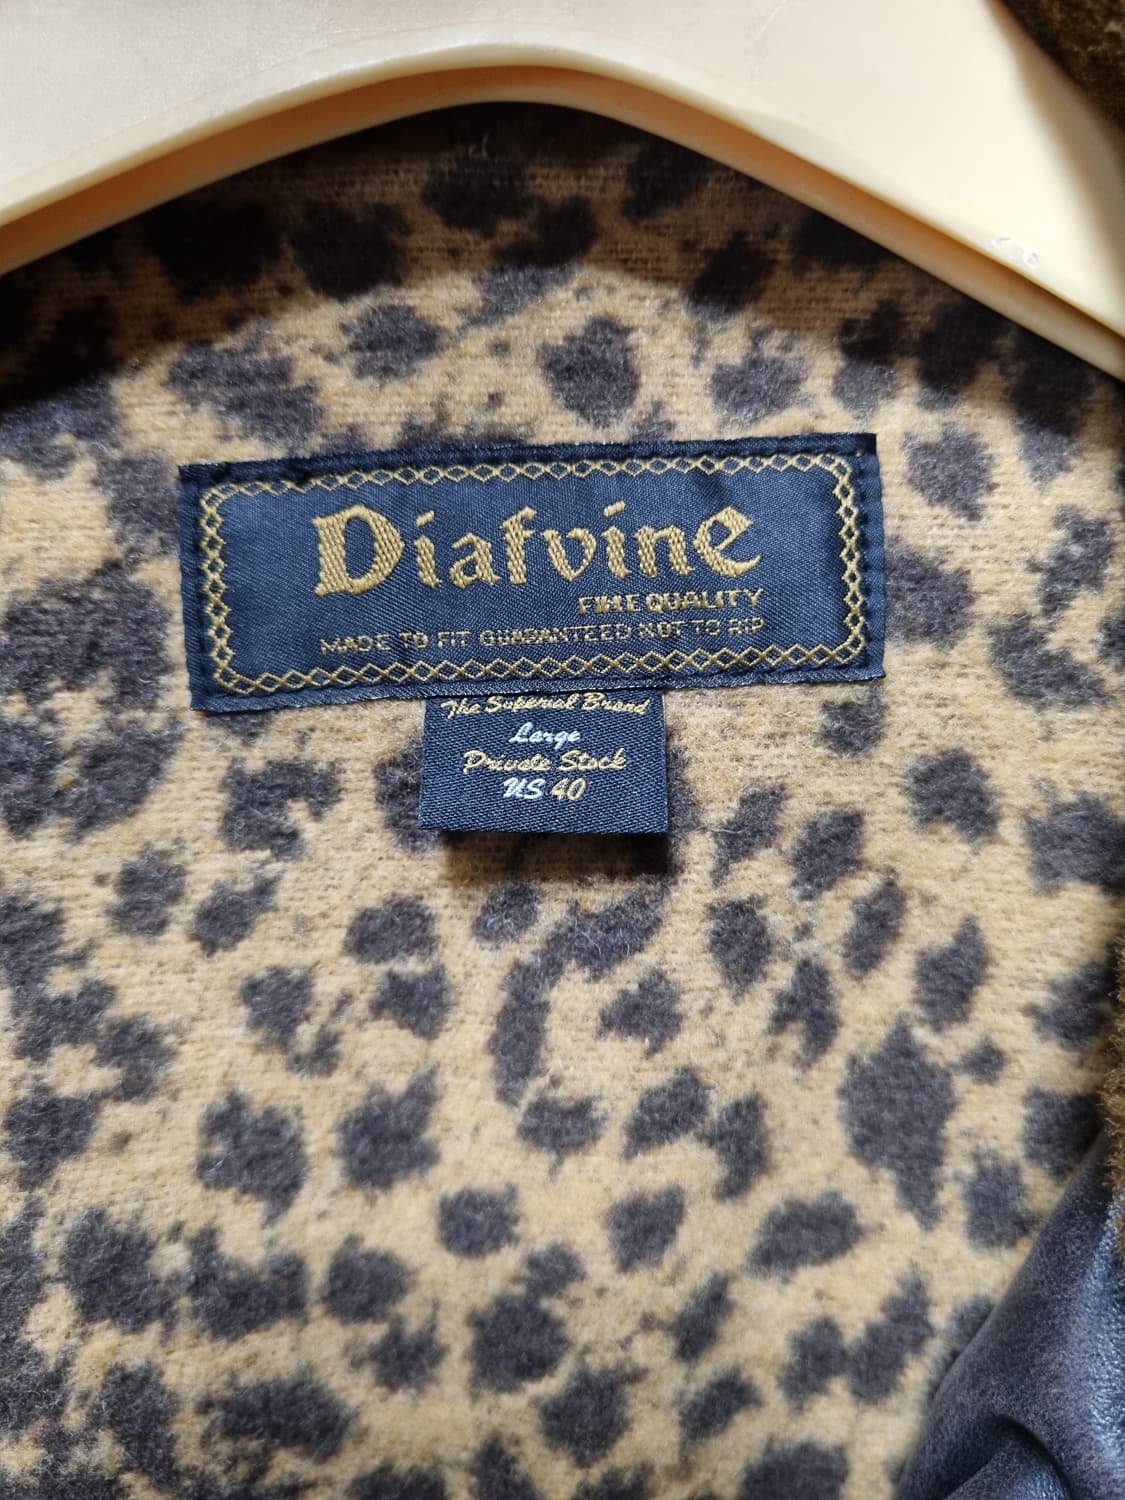 Diafvine
FINE QUALITY
MADE TO FIT GUARANTEED NOT TO RIP
The Superial Brand
Large
Private Stock
US 40